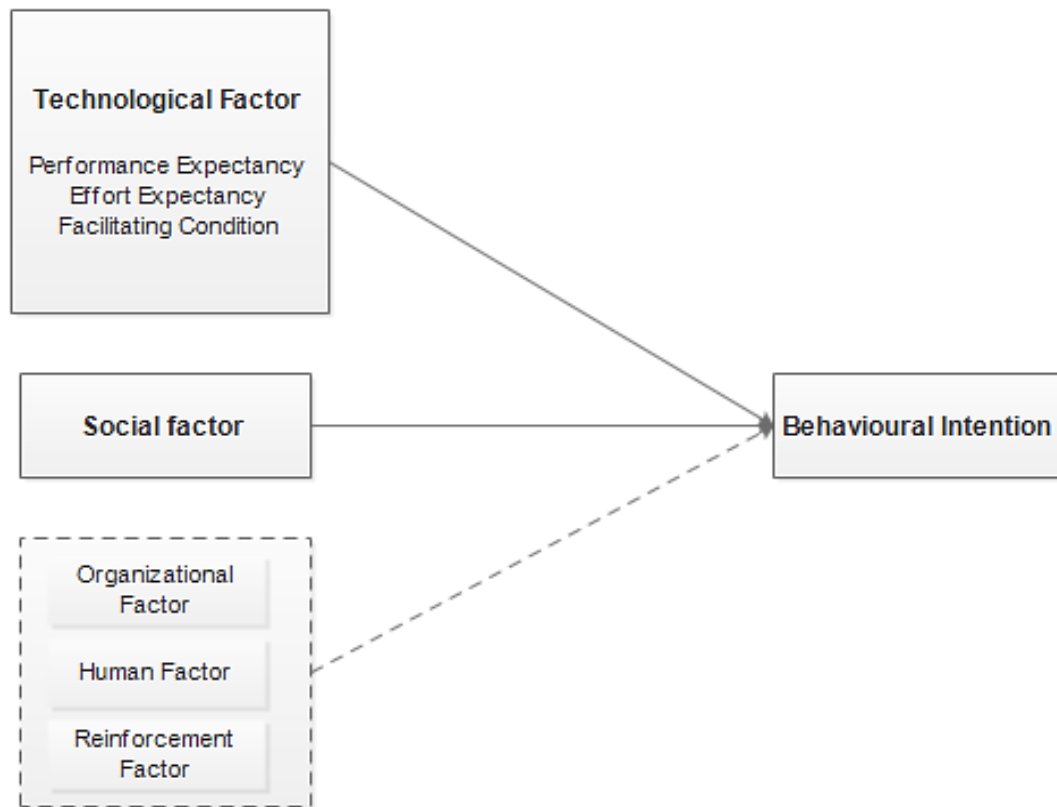 Technological Factor
Performance Expectancy
Effort Expectancy
Facilitating Condition
Social factor
Behavioural Intention
Organizational
Factor
Human Factor
Reinforcement
Factor